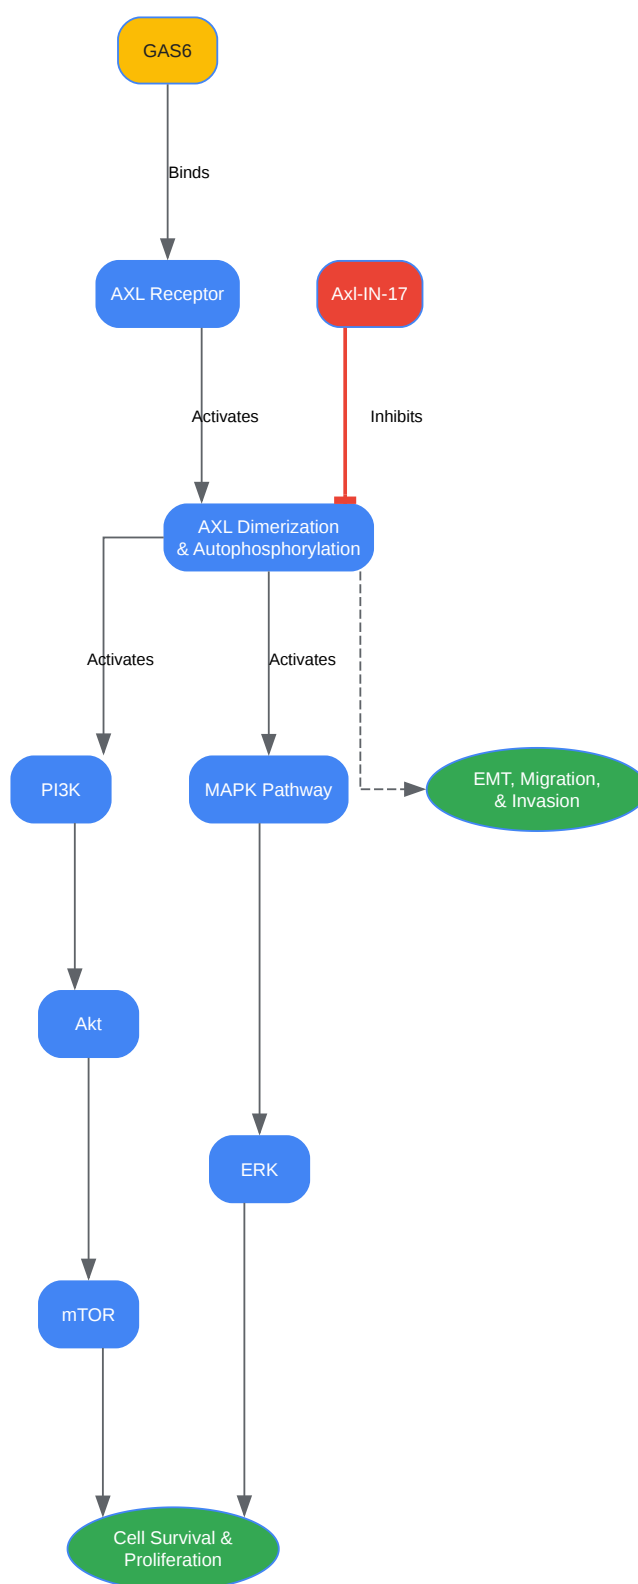 GAS6
Binds
AXL Receptor
Axl-IN-17
Activates
Inhibits
AXL Dimerization
& Autophosphorylation
Activates
Activates
PI3K
MAPK Pathway
EMT, Migration,
& Invasion
Akt
ERK
mTOR
Cell Survival &
Proliferation